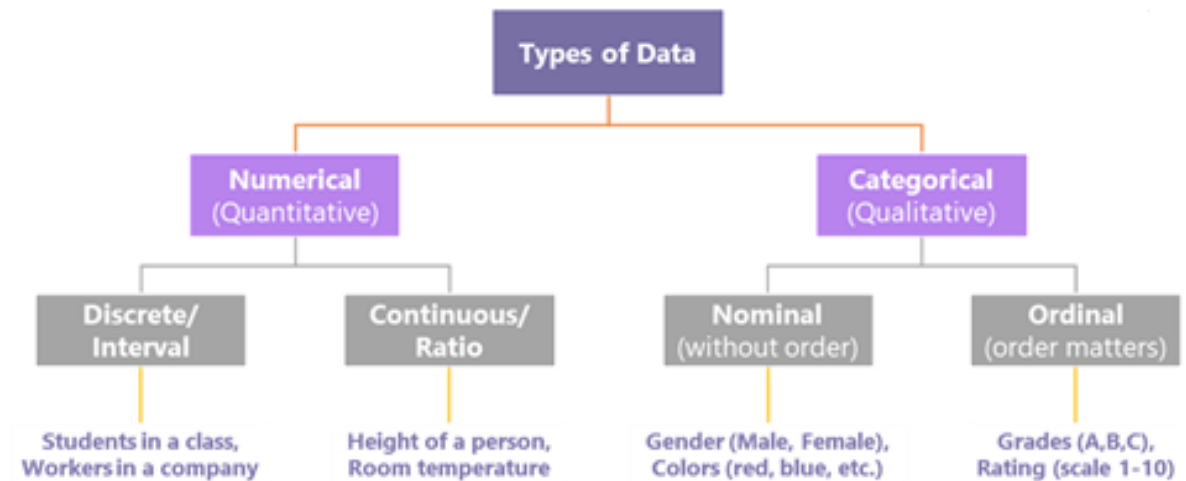 Types of Data
Numerical
(Quantitative)
Categorical
(Qualitative)
Discrete/
Interval
Continuous/
Ratio
Nominal
(without order)
Ordinal
(order matters)
Students in a class,
Workers in a company
Height of a person,
Room temperature
Gender (Male, Female),
Colors (red, blue, etc.)
Grades (A,B,C),
Rating (scale 1-10)